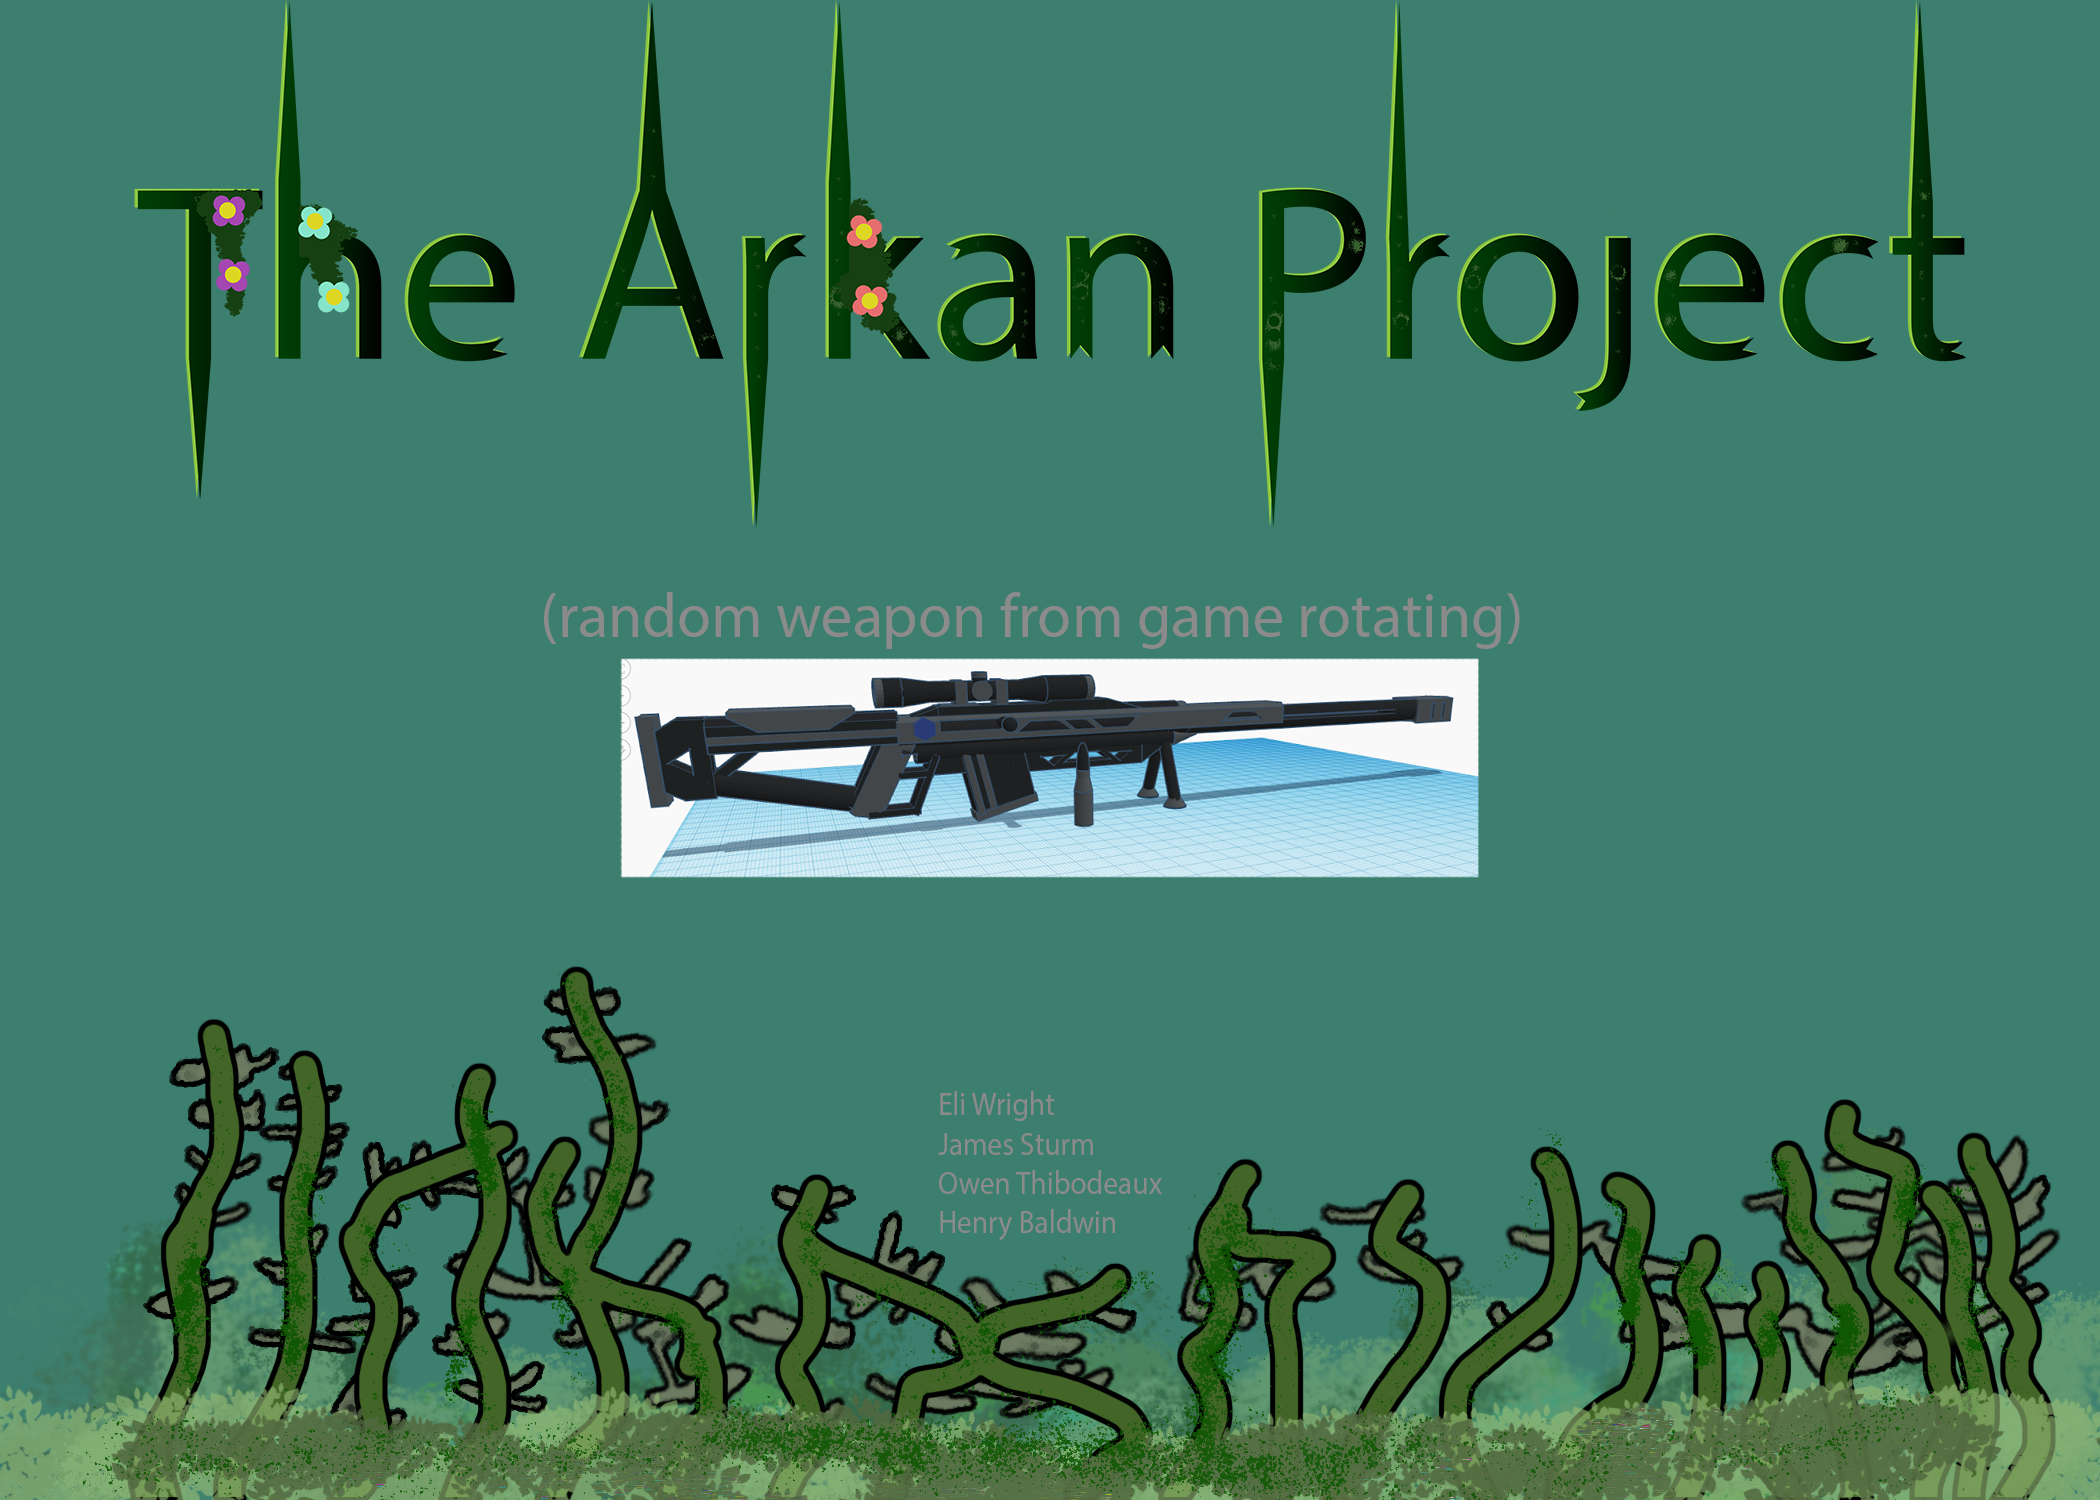 The Arkan Project
(random weapon from game rotating)
Eli Wright
James Sturm
Owen Thibodeaux
Henry Baldwin